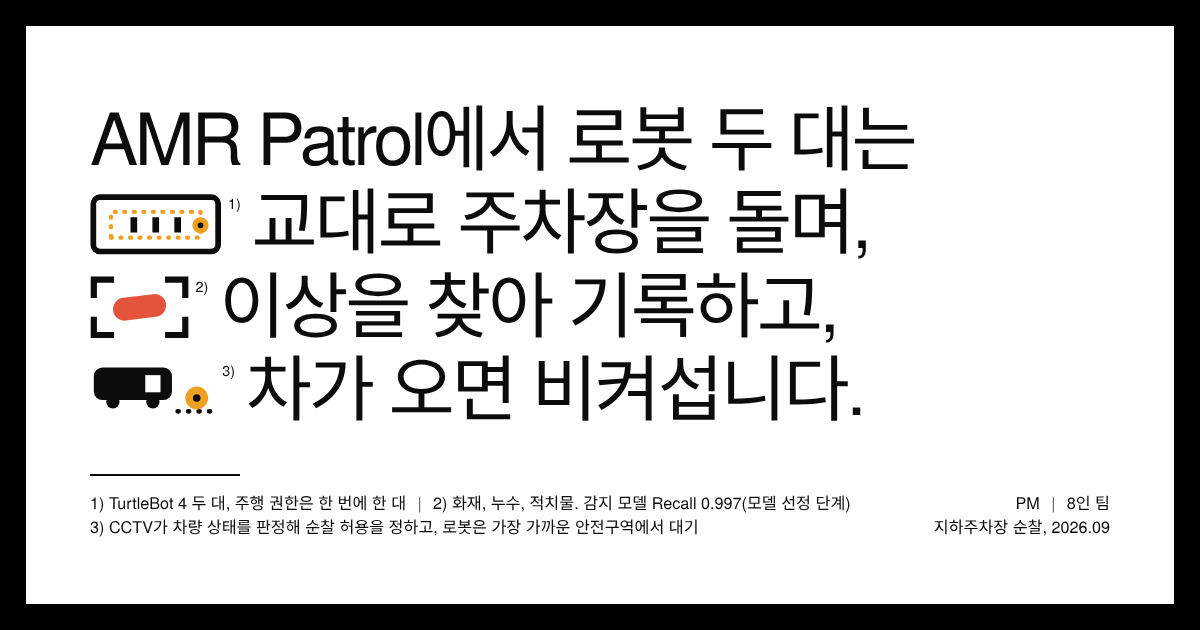 AMR Patrol에서 로봇 두 대는
1) 교대로 주차장을 돌며,
2) 이상을 찾아 기록하고,
3) 차가 오면 비켜섭니다.
1) TurtleBot 4 두 대, 주행 권한은 한 번에 한 대 | 2) 화재, 누수, 적치물. 감지 모델 Recall 0.997(모델 선정 단계)
3) CCTV가 차량 상태를 판정해 순찰 허용을 정하고, 로봇은 가장 가까운 안전구역에서 대기
PM | 8인 팀
지하주차장 순찰, 2026.09